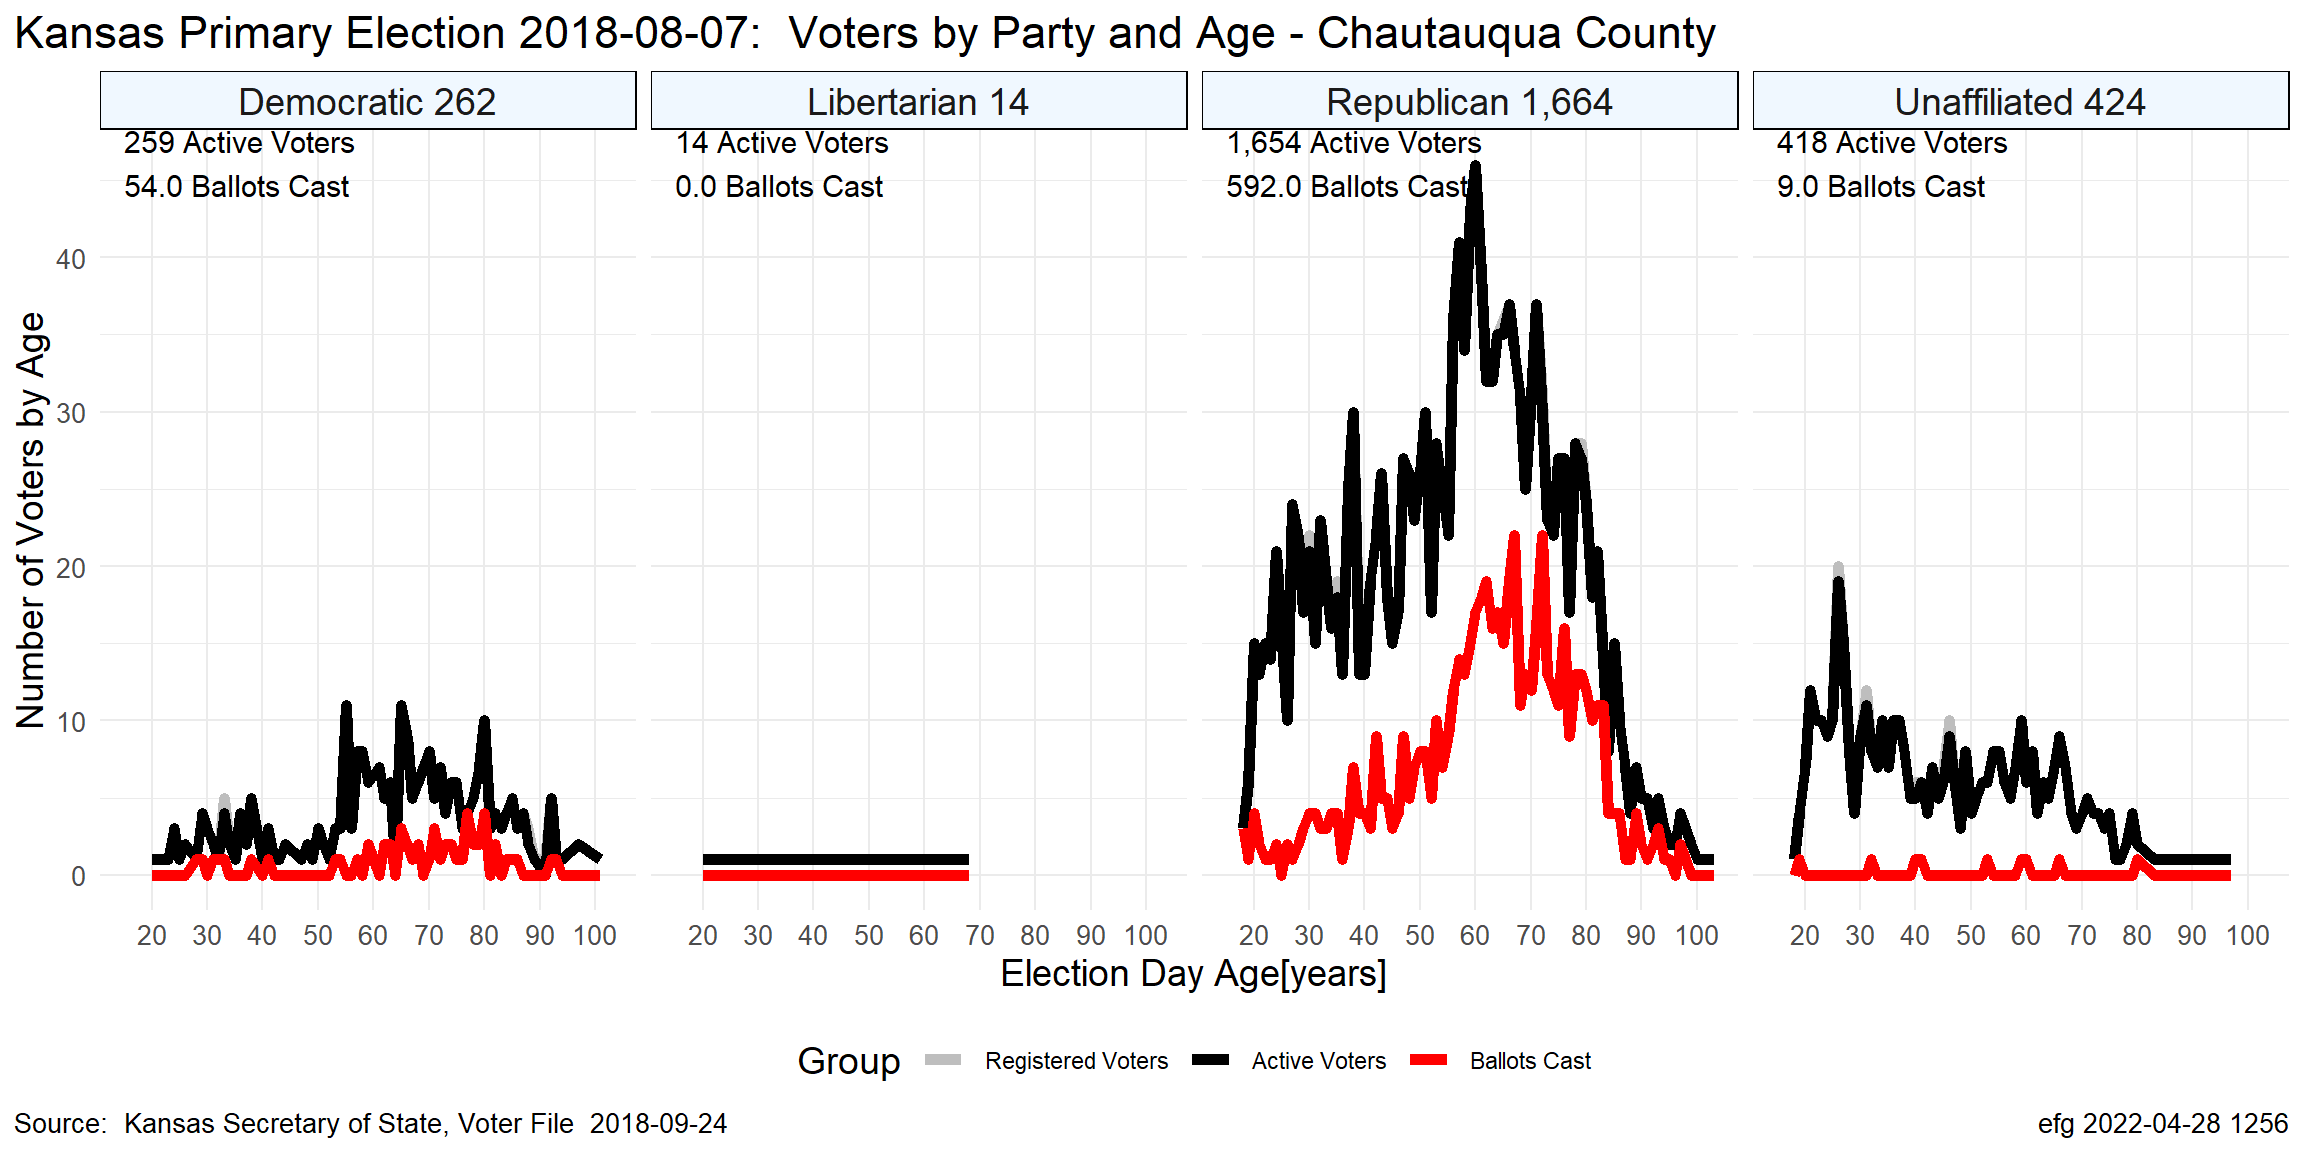 Kansas Primary Election 2018-08-07:  Voters by Party and Age - Chautauqua County
Democratic 262
Libertarian 14
Republican 1,664
Unaffiliated 424
259 Active Voters
54.0 Ballots Cast
14 Active Voters
0.0 Ballots Cast
1,654 Active Voters
592.0 Ballots Cast
418 Active Voters
9.0 Ballots Cast
Number of Voters by Age
40
30
20
10
0
20 30 40 50 60 70 80 90 100
20 30 40 50 60 70 80 90 100
20 30 40 50 60 70 80 90 100
20 30 40 50 60 70 80 90 100
Election Day Age[years]
Group Registered Voters Active Voters Ballots Cast
Source:  Kansas Secretary of State, Voter File  2018-09-24
efg 2022-04-28 1256